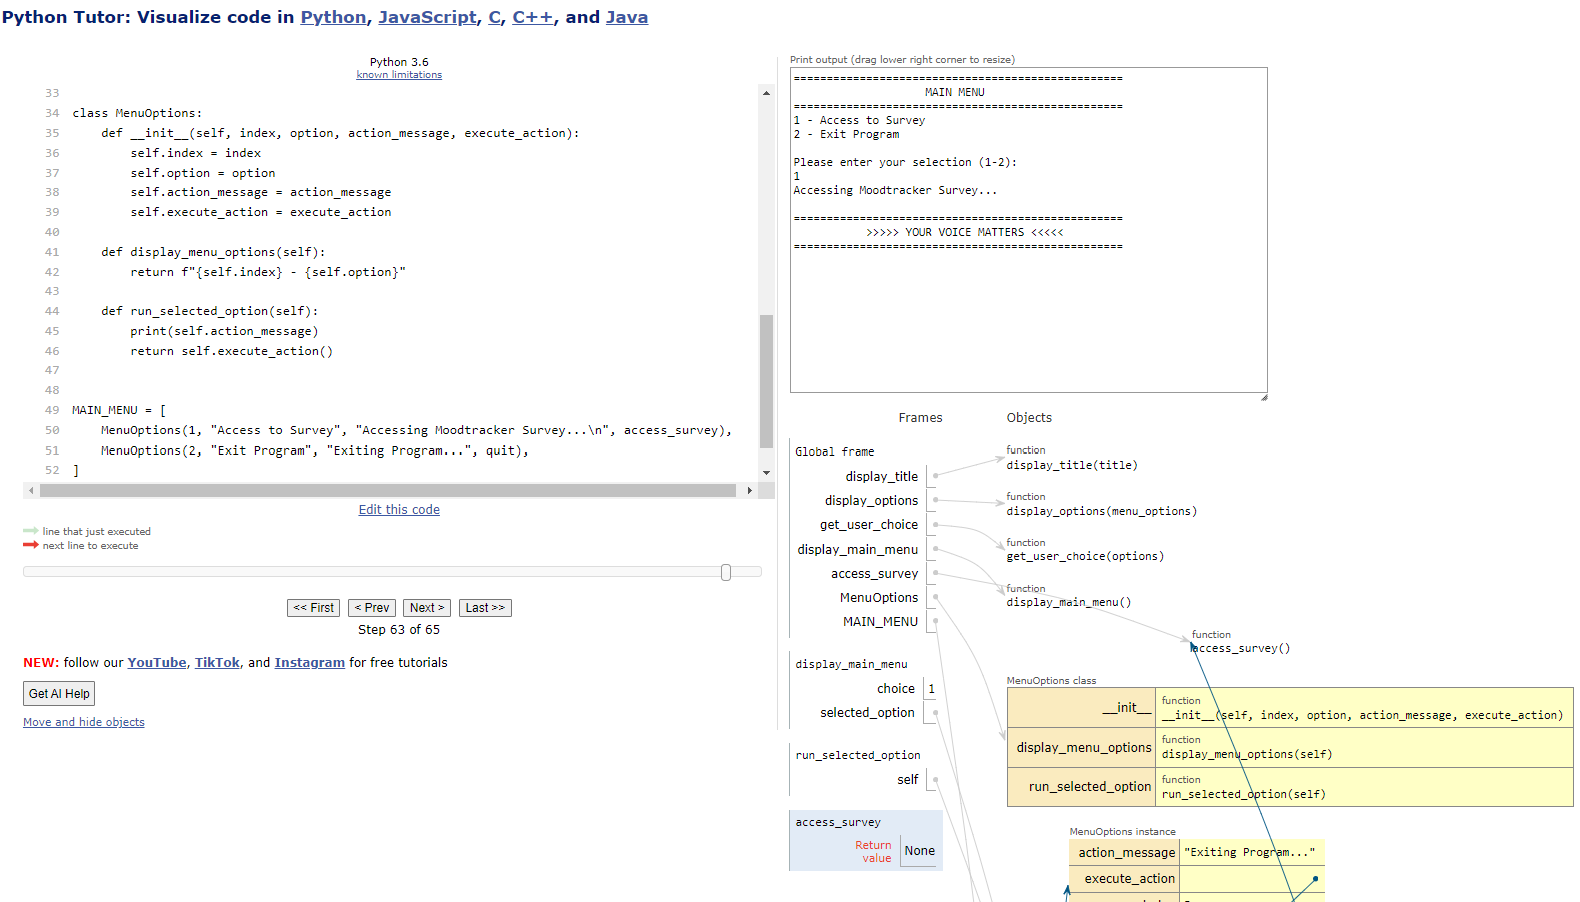 Python Tutor: Visualize code in Python, JavaScript, C, C++, and Java
Python 3.6
known limitations
33
34 class MenuOptions:
35     def __init__(self, index, option, action_message, execute_action):
36         self.index = index
37         self.option = option
38         self.action_message = action_message
39         self.execute_action = execute_action
40
41     def display_menu_options(self):
42         return f"{self.index} - {self.option}"
43
44     def run_selected_option(self):
45         print(self.action_message)
46         return self.execute_action()
47
48
49 MAIN_MENU = [
50     MenuOptions(1, "Access to Survey", "Accessing Moodtracker Survey...\n", access_survey),
51     MenuOptions(2, "Exit Program", "Exiting Program...", quit),
52 ]
Edit this code
line that just executed
next line to execute
<< First < Prev Next > Last >>
Step 63 of 65
NEW: follow our YouTube, TikTok, and Instagram for free tutorials
Get AI Help
Move and hide objects
Print output (drag lower right corner to resize)
==================================================
MAIN MENU
==================================================
1 - Access to Survey
2 - Exit Program
Please enter your selection (1-2):
1
Accessing Moodtracker Survey...
==================================================
>>>>> YOUR VOICE MATTERS <<<<<
==================================================
Frames Objects
Global frame
display_title
display_options
get_user_choice
display_main_menu
access_survey
MenuOptions
MAIN_MENU
display_main_menu
choice 1
selected_option
run_selected_option
self
access_survey
Return
value None
function
display_title(title)
function
display_options(menu_options)
function
get_user_choice(options)
function
display_main_menu()
function
access_survey()
MenuOptions class
__init__ function
__init__(self, index, option, action_message, execute_action)
display_menu_options function
display_menu_options(self)
run_selected_option function
run_selected_option(self)
MenuOptions instance
action_message "Exiting Program..."
execute_action